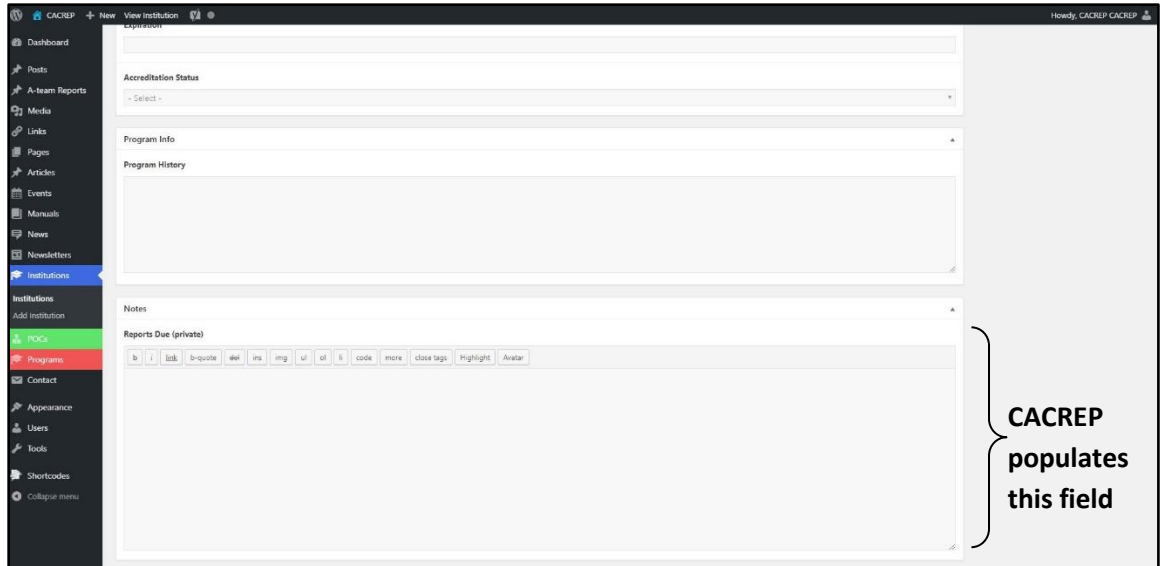 CACREP + New View Institution Howdy, CACREP CACREP
Dashboard
Posts
A-team Reports
Media
Links
Pages
Articles
Events
Manuals
News
Newsletters
Institutions
Institutions
Add Institution
POCs
Programs
Contact
Appearance
Users
Tools
Shortcodes
Collapse menu
Expiration
Accreditation Status
- Select -
Program Info
Program History
Notes
Reports Due (private)
b i link b-quote del ins img ul ol li code more close tags Highlight Avatar
CACREP
populates
this field